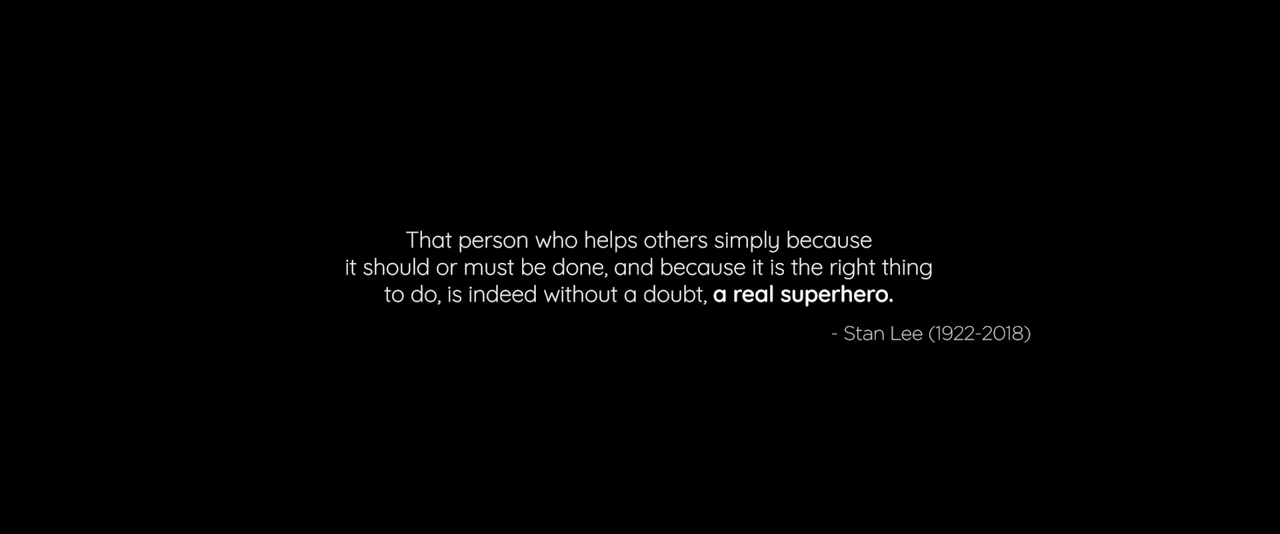 That person who helps others simply because
it should or must be done, and because it is the right thing
to do, is indeed without a doubt, a real superhero.
- Stan Lee (1922-2018)